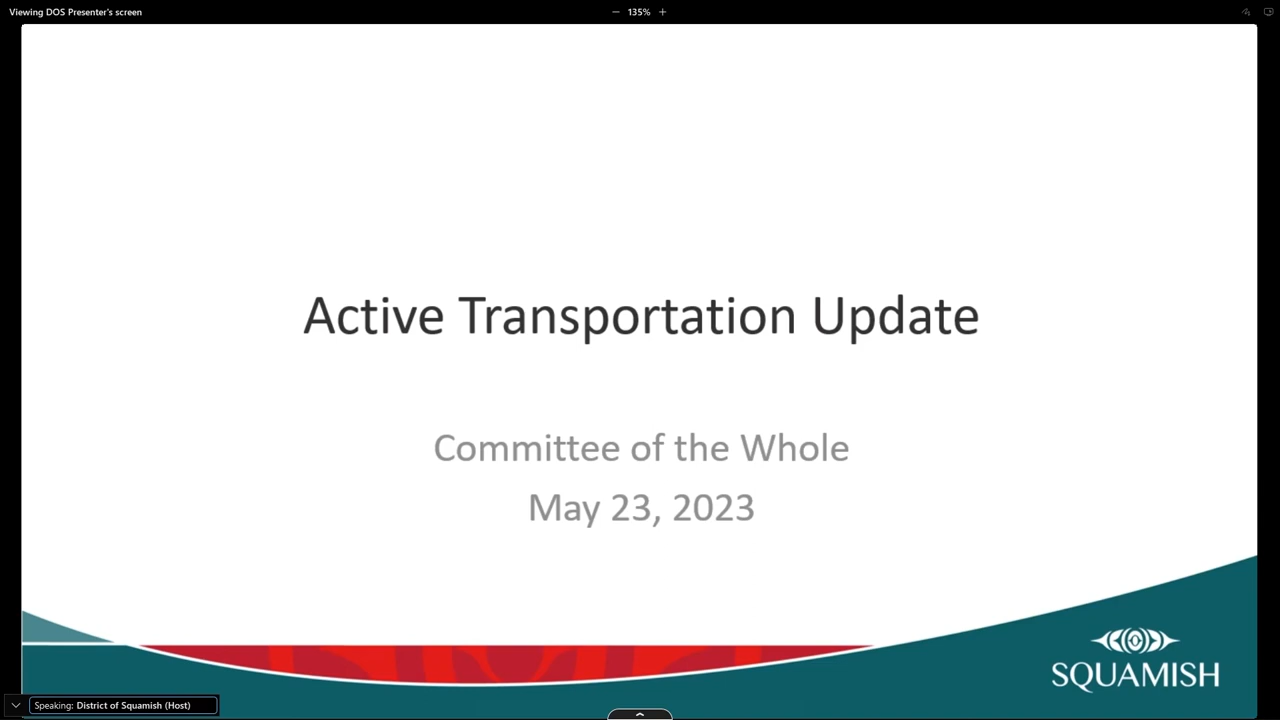 Viewing DOS Presenter's screen
− 135% +
Active Transportation Update
Committee of the Whole
May 23, 2023
SQUAMISH
Speaking: District of Squamish (Host)